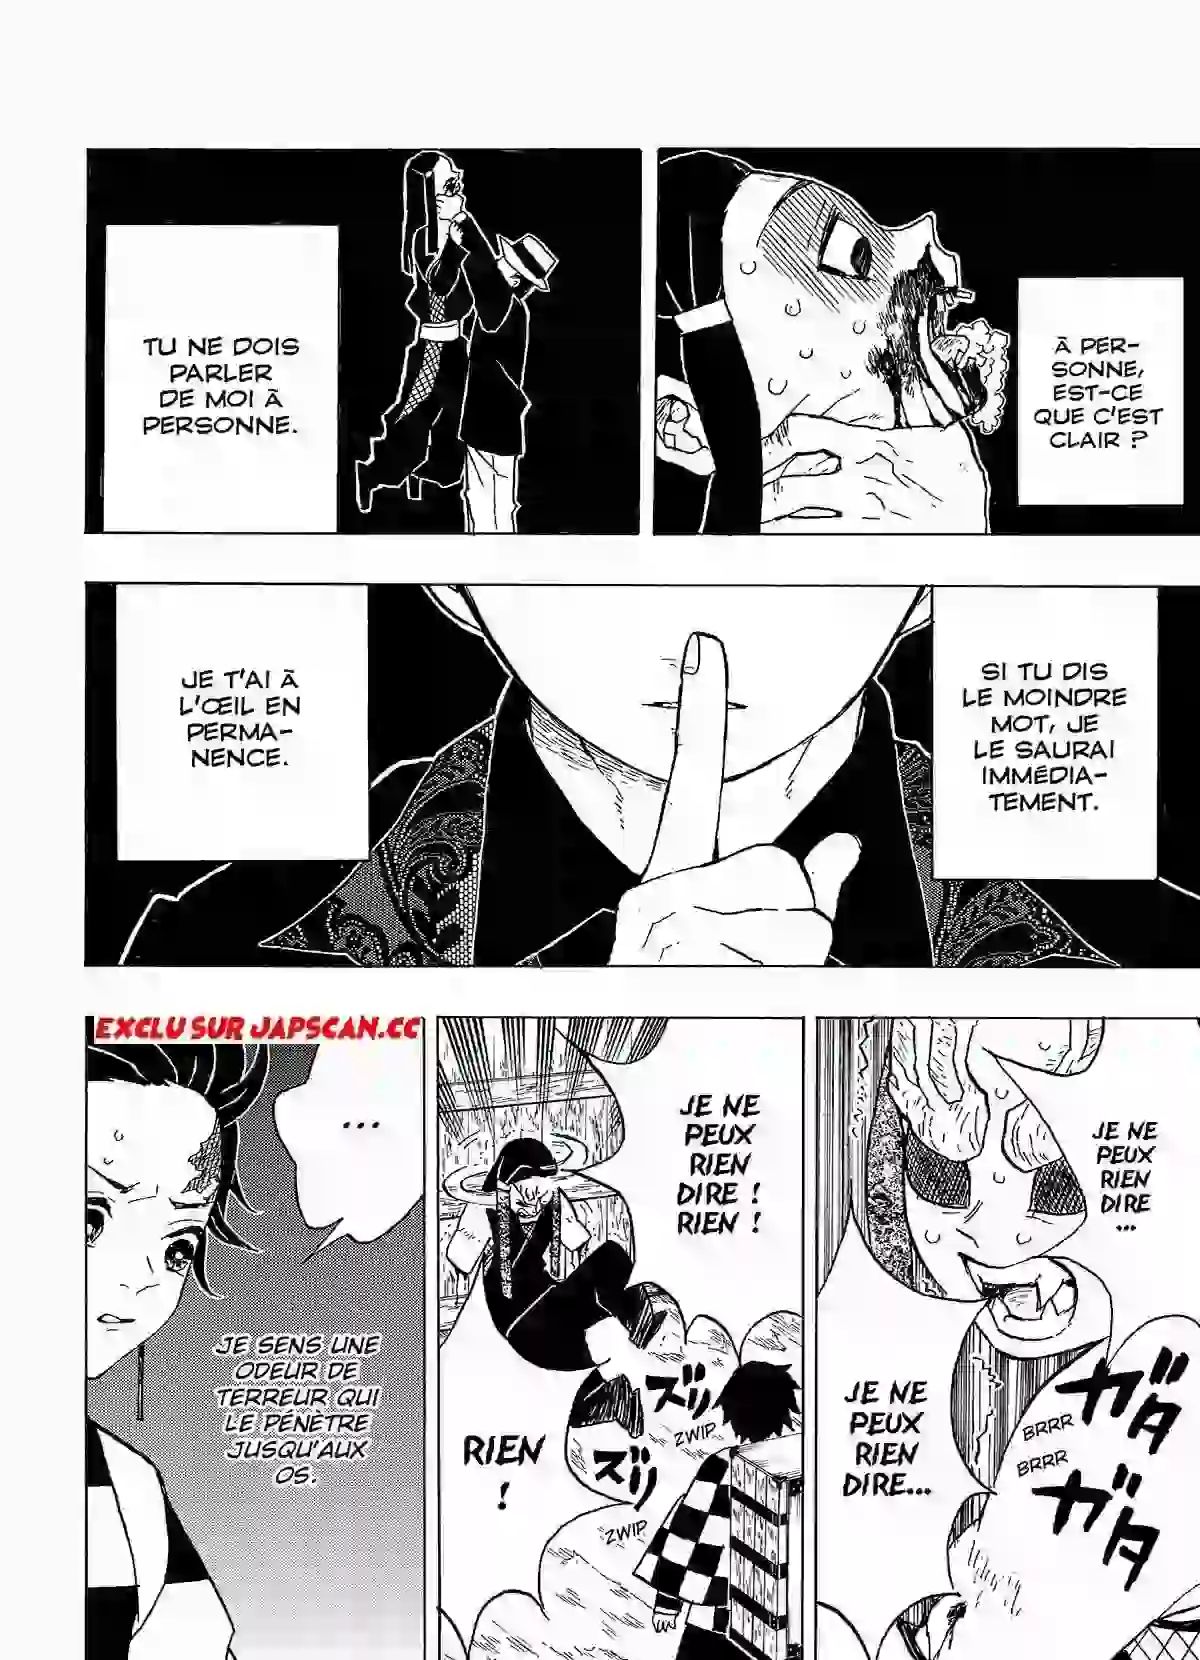 TU NE DOIS
PARLER
DE MOI À
PERSONNE.
À PER-
SONNE,
EST-CE
QUE C'EST
CLAIR ?
JE T'AI À
L'ŒIL EN
PERMA-
NENCE.
SI TU DIS
LE MOINDRE
MOT, JE
LE SAURAI
IMMÉDIA-
TEMENT.
EXCLU SUR JAPSCAN.CC
...
JE SENS UNE
ODEUR DE
TERREUR QUI
LE PÉNÈTRE
JUSQU'AUX
OS.
JE NE
PEUX
RIEN
DIRE !
RIEN !
RIEN
!
ズリ
ZWIP
ズリ
ZWIP
JE NE
PEUX
RIEN
DIRE
...
JE NE
PEUX
RIEN
DIRE...
ガタ
BRRR
BRRR
ガタ